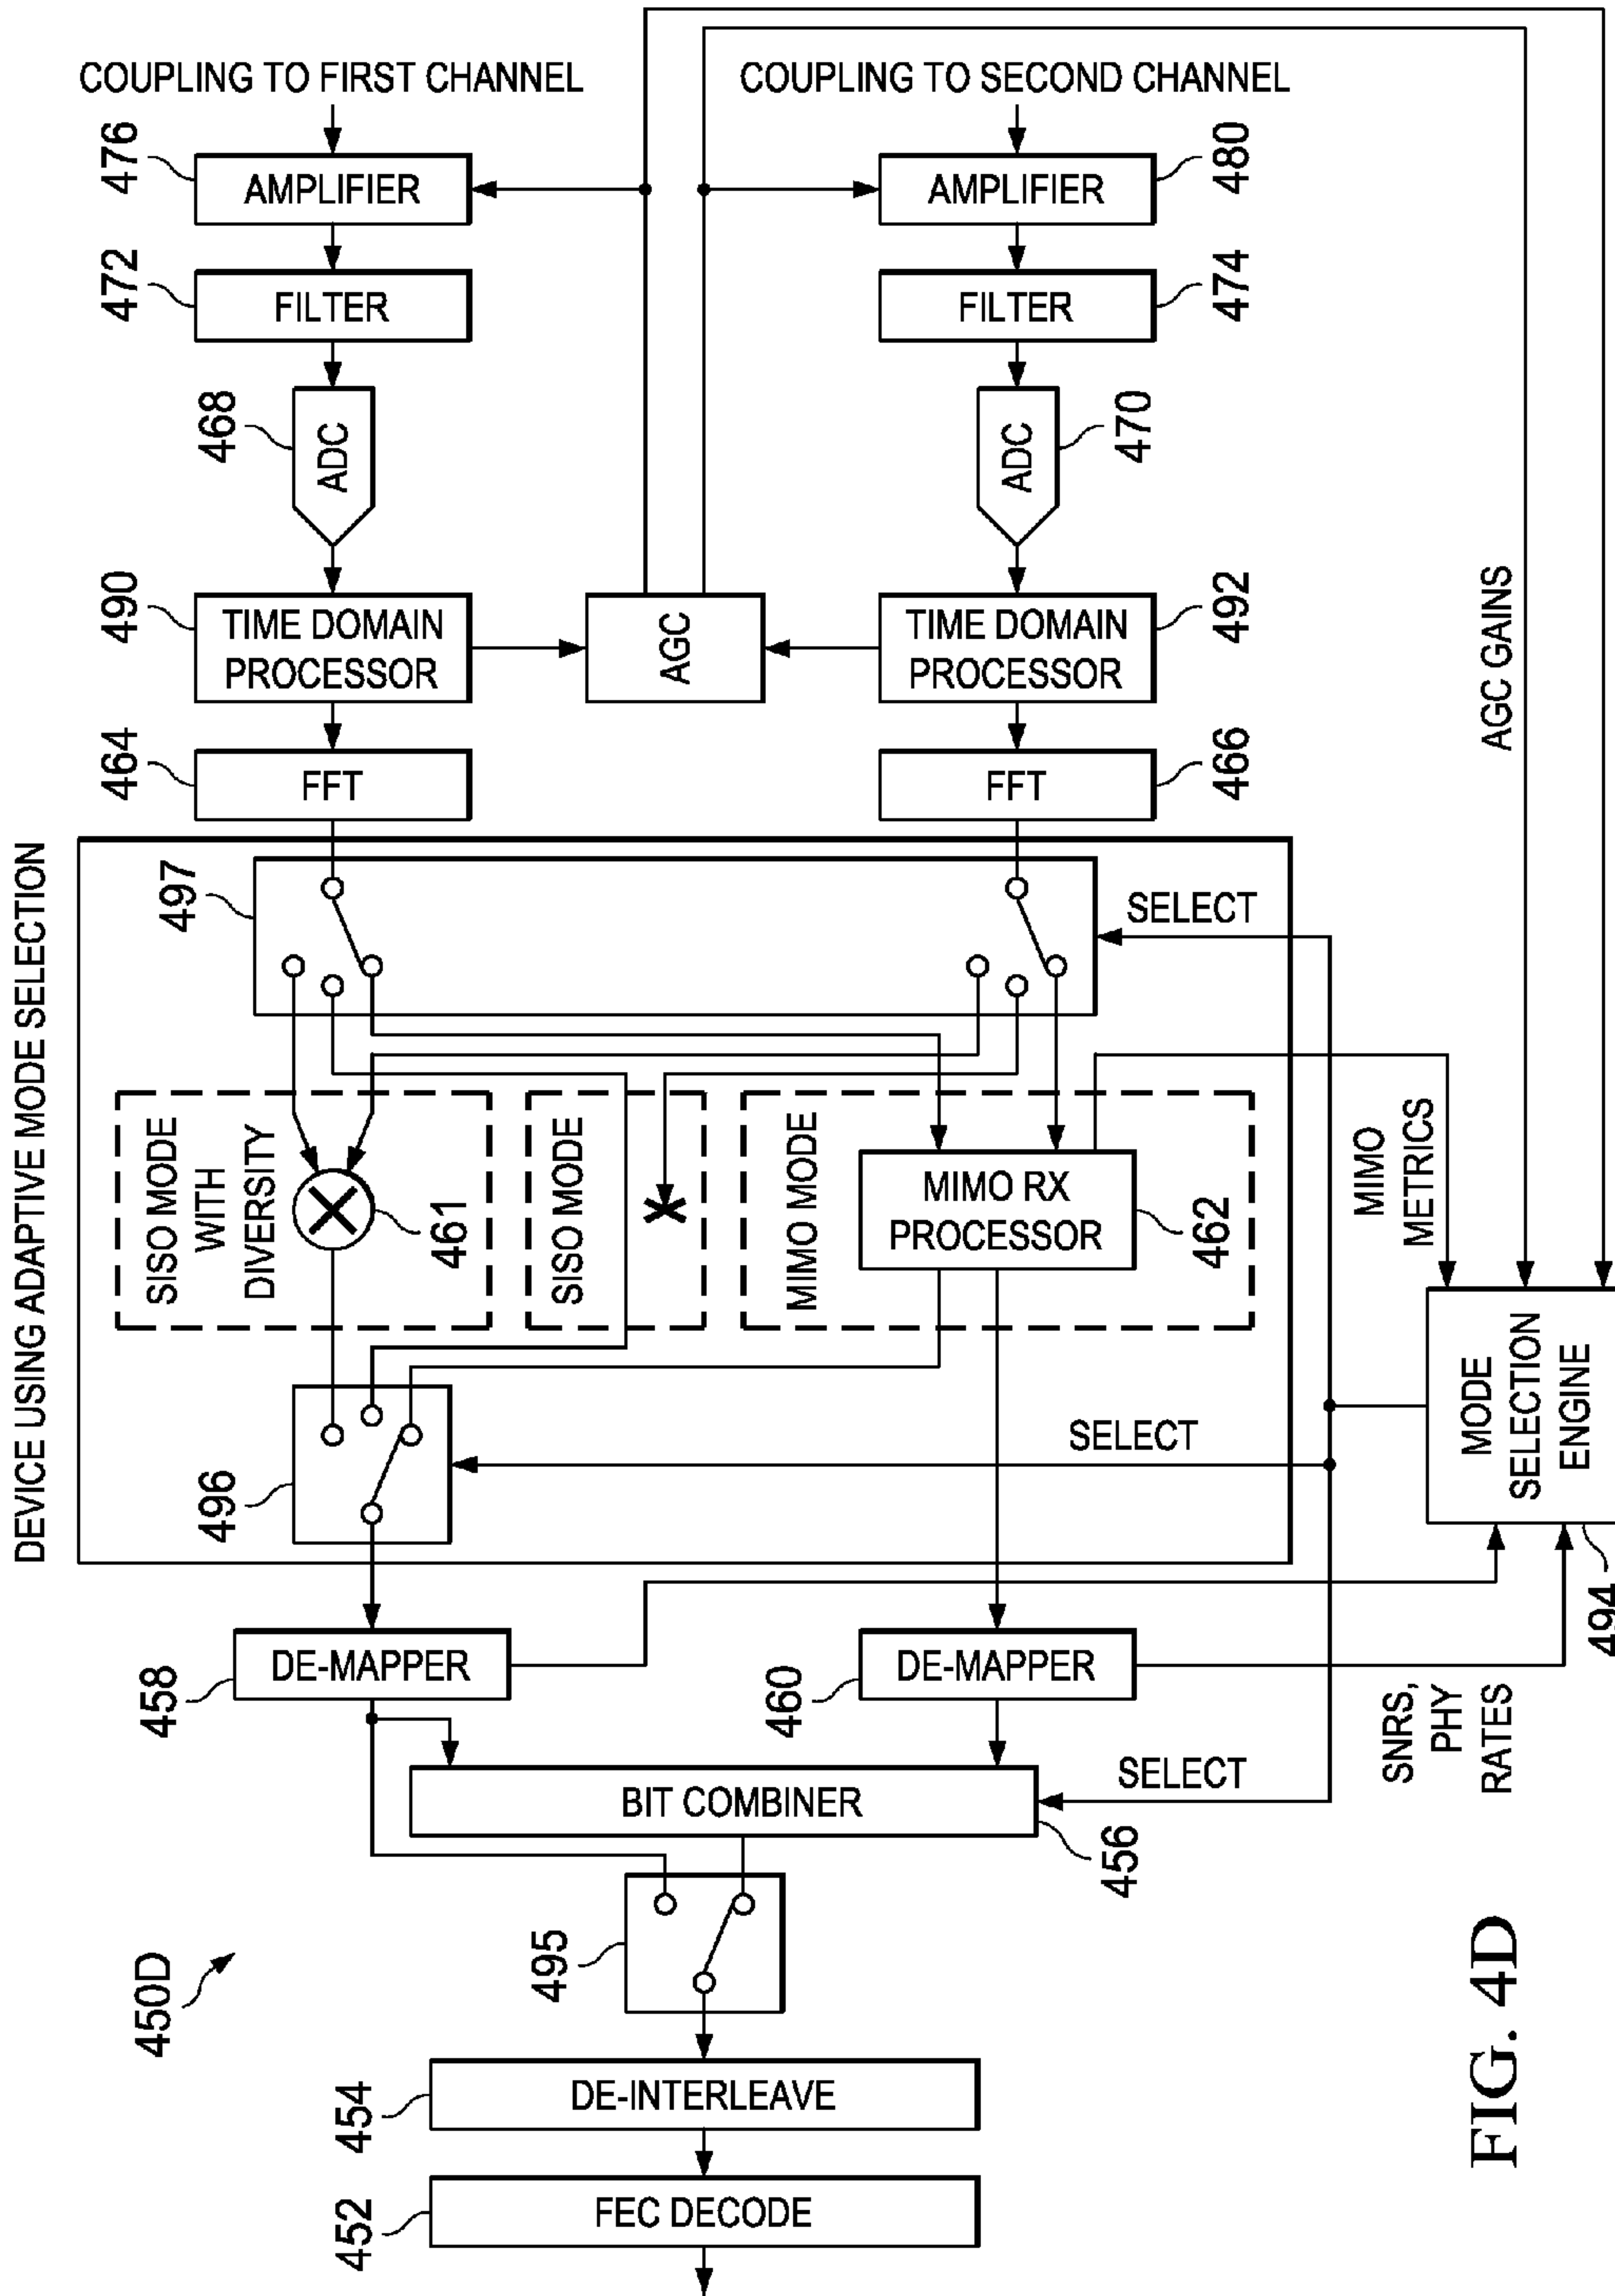 DEVICE USING ADAPTIVE MODE SELECTION
COUPLING TO FIRST CHANNEL
COUPLING TO SECOND CHANNEL
476
AMPLIFIER
AMPLIFIER
480
472
FILTER
FILTER
474
468
ADC
ADC
470
490
TIME DOMAIN
PROCESSOR
AGC
TIME DOMAIN
PROCESSOR
492
AGC GAINS
464
FFT
FFT
466
497
SELECT
SISO MODE
WITH
DIVERSITY
461
SISO MODE
MIMO MODE
MIMO RX
PROCESSOR
462
MIMO
METRICS
496
SELECT
MODE
SELECTION
ENGINE
494
458
DE-MAPPER
460
DE-MAPPER
SNRS,
PHY
RATES
BIT COMBINER
SELECT
456
495
450D
454
DE-INTERLEAVE
452
FEC DECODE
FIG. 4D